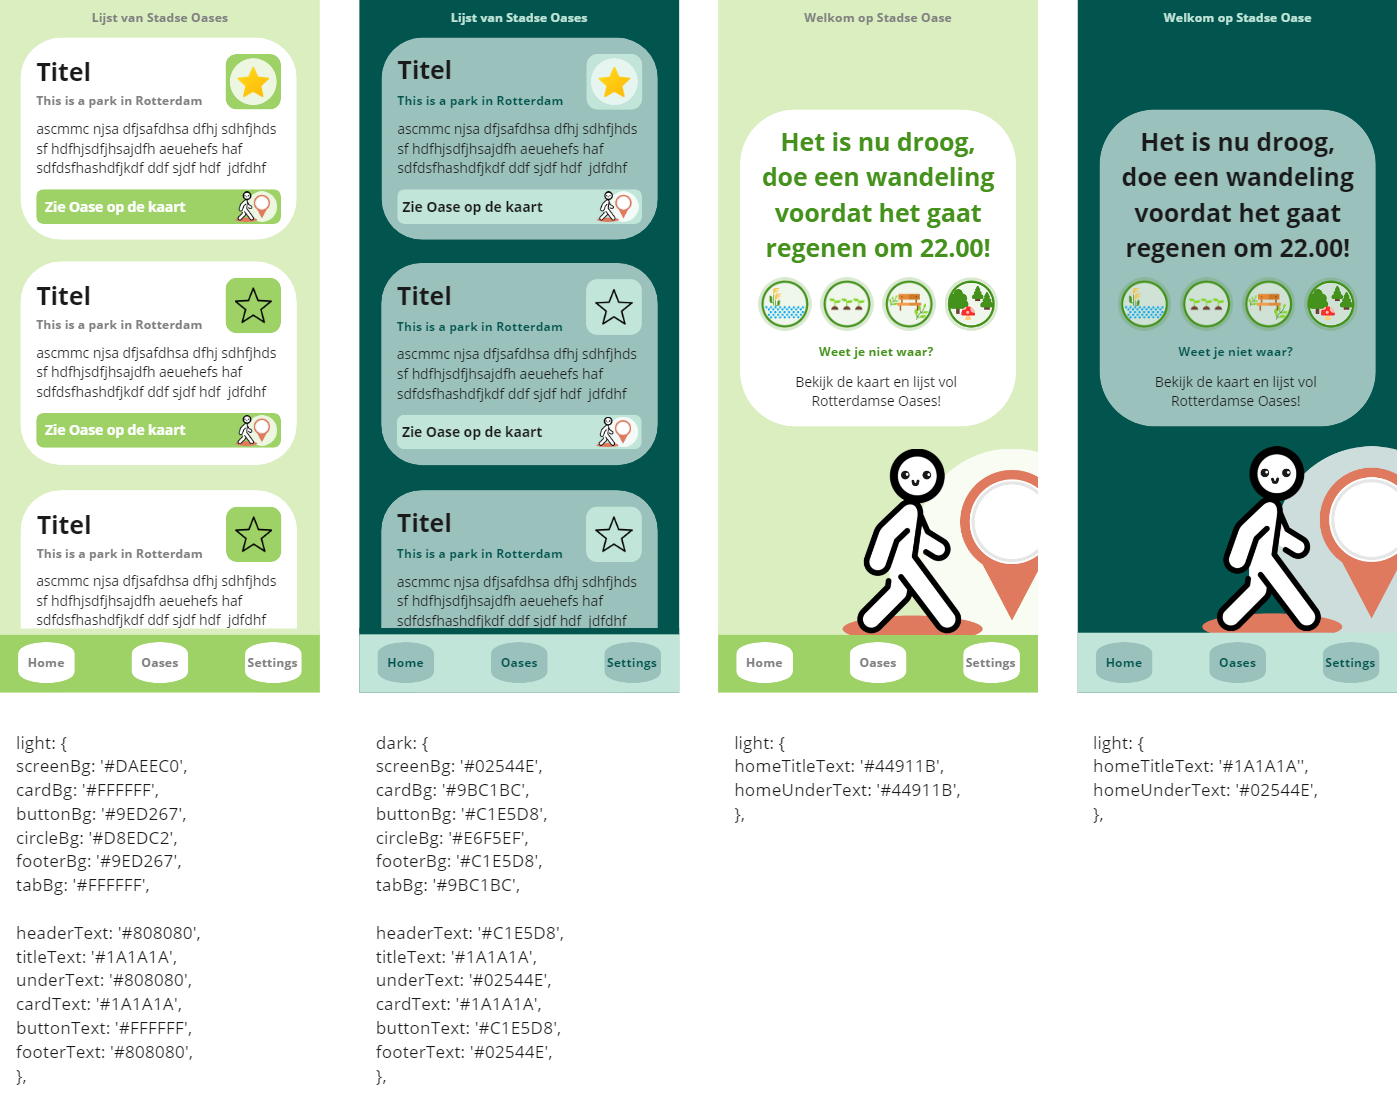 Lijst van Stadse Oases
Titel
This is a park in Rotterdam
ascmmc njsa dfjsafdhsa dfhj sdhfjhds
sf hdfhjsdfjhsajdfh aeuehefs haf
sdfdsfhashdfjkdf ddf sjdf hdf  jdfdhf
Zie Oase op de kaart
Titel
This is a park in Rotterdam
ascmmc njsa dfjsafdhsa dfhj sdhfjhds
sf hdfhjsdfjhsajdfh aeuehefs haf
sdfdsfhashdfjkdf ddf sjdf hdf  jdfdhf
Zie Oase op de kaart
Titel
This is a park in Rotterdam
ascmmc njsa dfjsafdhsa dfhj sdhfjhds
sf hdfhjsdfjhsajdfh aeuehefs haf
sdfdsfhashdfjkdf ddf sjdf hdf  jdfdhf
Home Oases Settings
light: {
screenBg: '#DAEEC0',
cardBg: '#FFFFFF',
buttonBg: '#9ED267',
circleBg: '#D8EDC2',
footerBg: '#9ED267',
tabBg: '#FFFFFF',
headerText: '#808080',
titleText: '#1A1A1A',
underText: '#808080',
cardText: '#1A1A1A',
buttonText: '#FFFFFF',
footerText: '#808080',
},
Lijst van Stadse Oases
Titel
This is a park in Rotterdam
ascmmc njsa dfjsafdhsa dfhj sdhfjhds
sf hdfhjsdfjhsajdfh aeuehefs haf
sdfdsfhashdfjkdf ddf sjdf hdf  jdfdhf
Zie Oase op de kaart
Titel
This is a park in Rotterdam
ascmmc njsa dfjsafdhsa dfhj sdhfjhds
sf hdfhjsdfjhsajdfh aeuehefs haf
sdfdsfhashdfjkdf ddf sjdf hdf  jdfdhf
Zie Oase op de kaart
Titel
This is a park in Rotterdam
ascmmc njsa dfjsafdhsa dfhj sdhfjhds
sf hdfhjsdfjhsajdfh aeuehefs haf
sdfdsfhashdfjkdf ddf sjdf hdf  jdfdhf
Home Oases Settings
dark: {
screenBg: '#02544E',
cardBg: '#9BC1BC',
buttonBg: '#C1E5D8',
circleBg: '#E6F5EF',
footerBg: '#C1E5D8',
tabBg: '#9BC1BC',
headerText: '#C1E5D8',
titleText: '#1A1A1A',
underText: '#02544E',
cardText: '#1A1A1A',
buttonText: '#C1E5D8',
footerText: '#02544E',
},
Welkom op Stadse Oase
Het is nu droog,
doe een wandeling
voordat het gaat
regenen om 22.00!
Weet je niet waar?
Bekijk de kaart en lijst vol
Rotterdamse Oases!
Home Oases Settings
light: {
homeTitleText: '#44911B',
homeUnderText: '#44911B',
},
Welkom op Stadse Oase
Het is nu droog,
doe een wandeling
voordat het gaat
regenen om 22.00!
Weet je niet waar?
Bekijk de kaart en lijst vol
Rotterdamse Oases!
Home Oases Settings
light: {
homeTitleText: '#1A1A1A'',
homeUnderText: '#02544E',
},